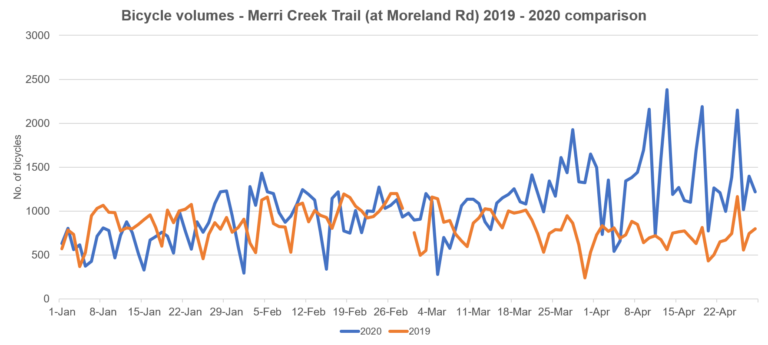 Bicycle volumes - Merri Creek Trail (at Moreland Rd) 2019 - 2020 comparison
3000
2500
2000
1500
1000
500
0
No. of bicycles
1-Jan 8-Jan 15-Jan 22-Jan 29-Jan 5-Feb 12-Feb 19-Feb 26-Feb 4-Mar 11-Mar 18-Mar 25-Mar 1-Apr 8-Apr 15-Apr 22-Apr
2020 2019